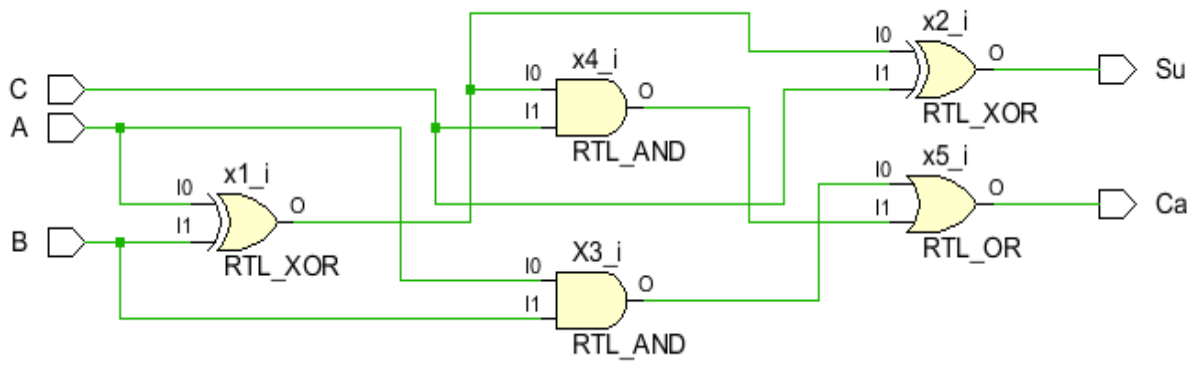 C
A
B
x1_i
I0
I1
O
RTL_XOR
x4_i
I0
I1
O
RTL_AND
X3_i
I0
I1
O
RTL_AND
x2_i
I0
I1
O
RTL_XOR
x5_i
I0
I1
O
RTL_OR
Su
Ca